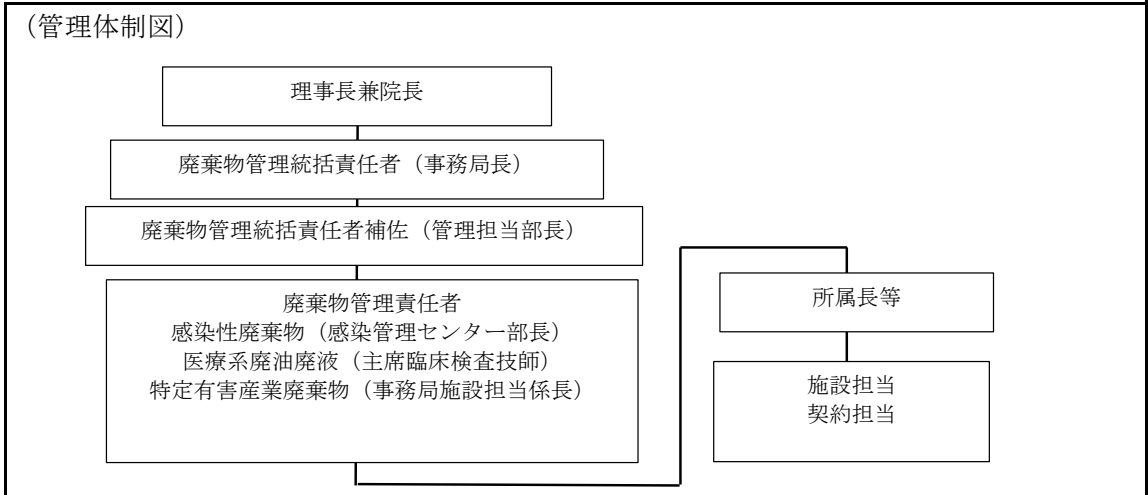 （管理体制図）
理事長兼院長
廃棄物管理統括責任者（事務局長）
廃棄物管理統括責任者補佐（管理担当部長）
廃棄物管理責任者
感染性廃棄物（感染管理センター部長）
医療系廃油廃液（主席臨床検査技師）
特定有害産業廃棄物（事務局施設担当係長）
所属長等
施設担当
契約担当